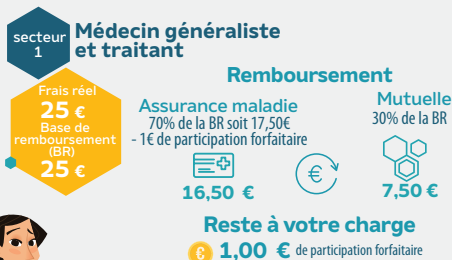 secteur
1
Médecin généraliste
et traitant
Frais réel
25 €
Base de
remboursement
(BR)
25 €
Remboursement
Assurance maladie
70% de la BR soit 17,50€
- 1€ de participation forfaitaire
16,50 €
€
Mutuelle
30% de la BR
7,50 €
Reste à votre charge
€ 1,00 € de participation forfaitaire